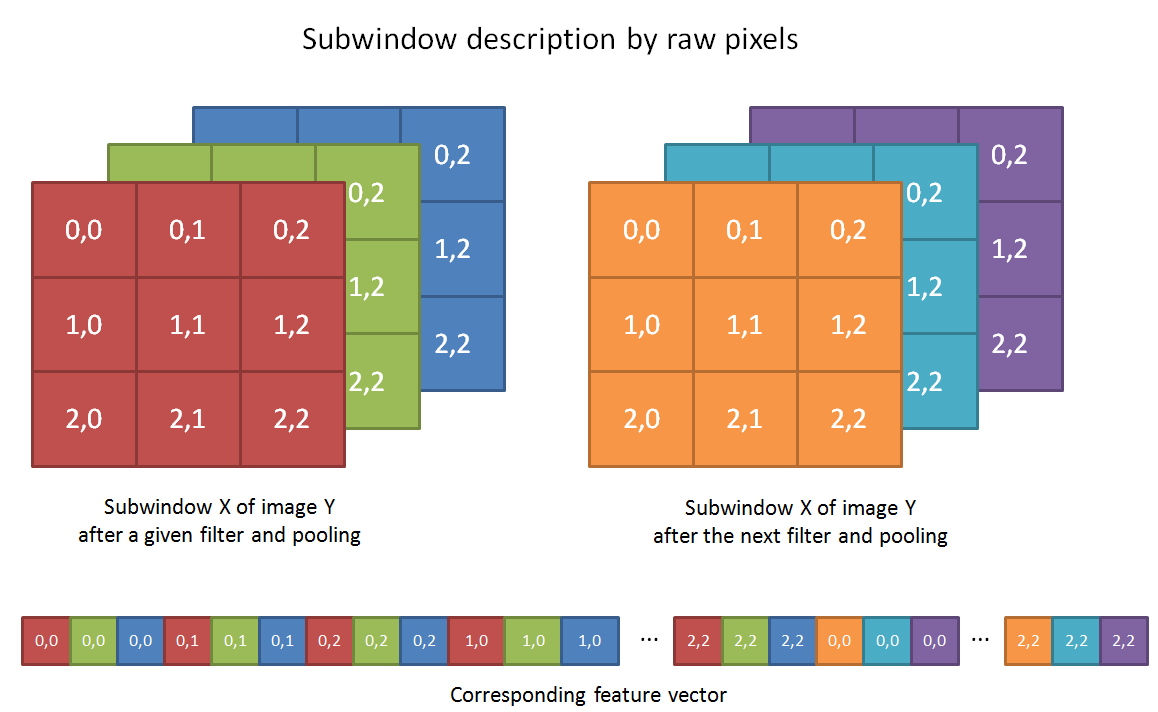 Subwindow description by raw pixels
0,2
0,2
0,0 0,1 0,2
1,2
1,2
1,0 1,1 1,2
2,2
2,2
2,0 2,1 2,2
Subwindow X of image Y
after a given filter and pooling
0,2
0,2
0,0 0,1 0,2
1,2
1,2
1,0 1,1 1,2
2,2
2,2
2,0 2,1 2,2
Subwindow X of image Y
after the next filter and pooling
0,0 0,0 0,0 0,1 0,1 0,1 0,2 0,2 0,2 1,0 1,0 1,0 ... 2,2 2,2 2,2 0,0 0,0 0,0 ... 2,2 2,2 2,2
Corresponding feature vector